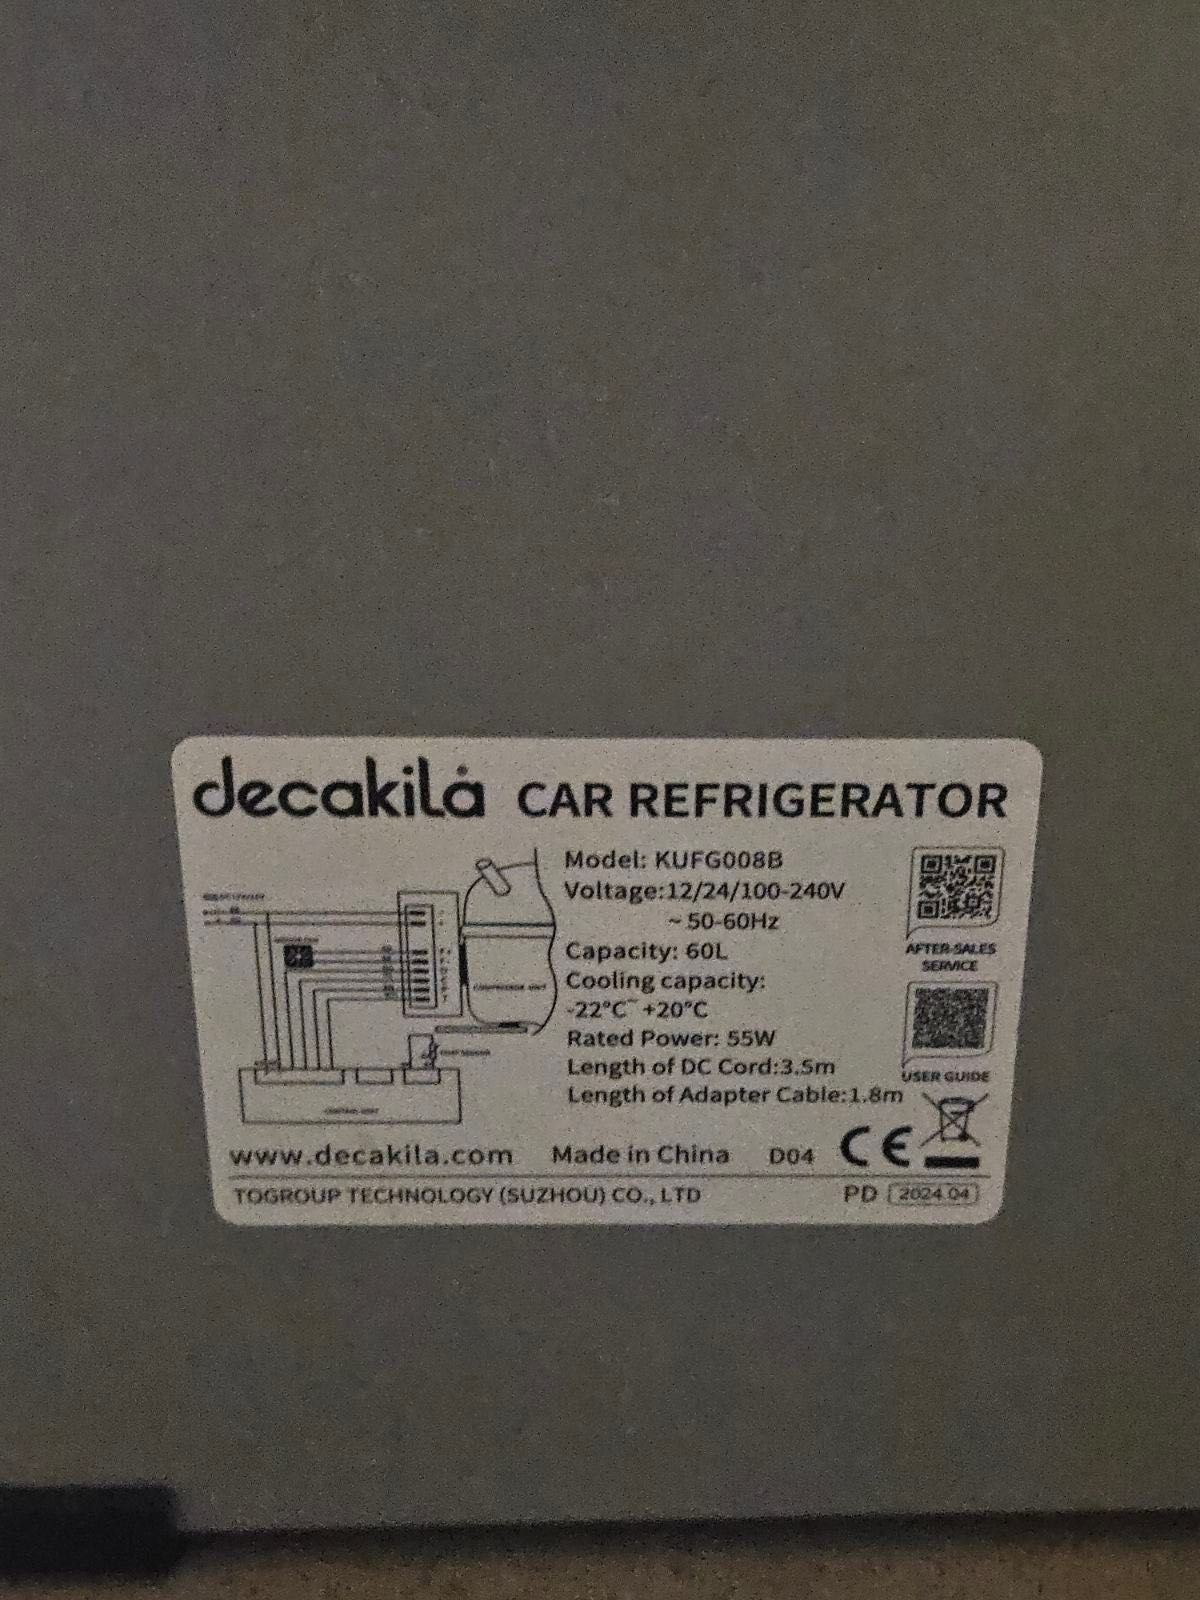 decakila CAR REFRIGERATOR
Model: KUFG008B
Voltage:12/24/100-240V
~ 50-60Hz
Capacity: 60L
Cooling capacity:
-22°C~ +20°C
Rated Power: 55W
Length of DC Cord:3.5m
Length of Adapter Cable:1.8m
AFTER-SALES
SERVICE
USER GUIDE
www.decakila.com Made in China D04 CE
TOGROUP TECHNOLOGY (SUZHOU) CO., LTD PD 2024.04